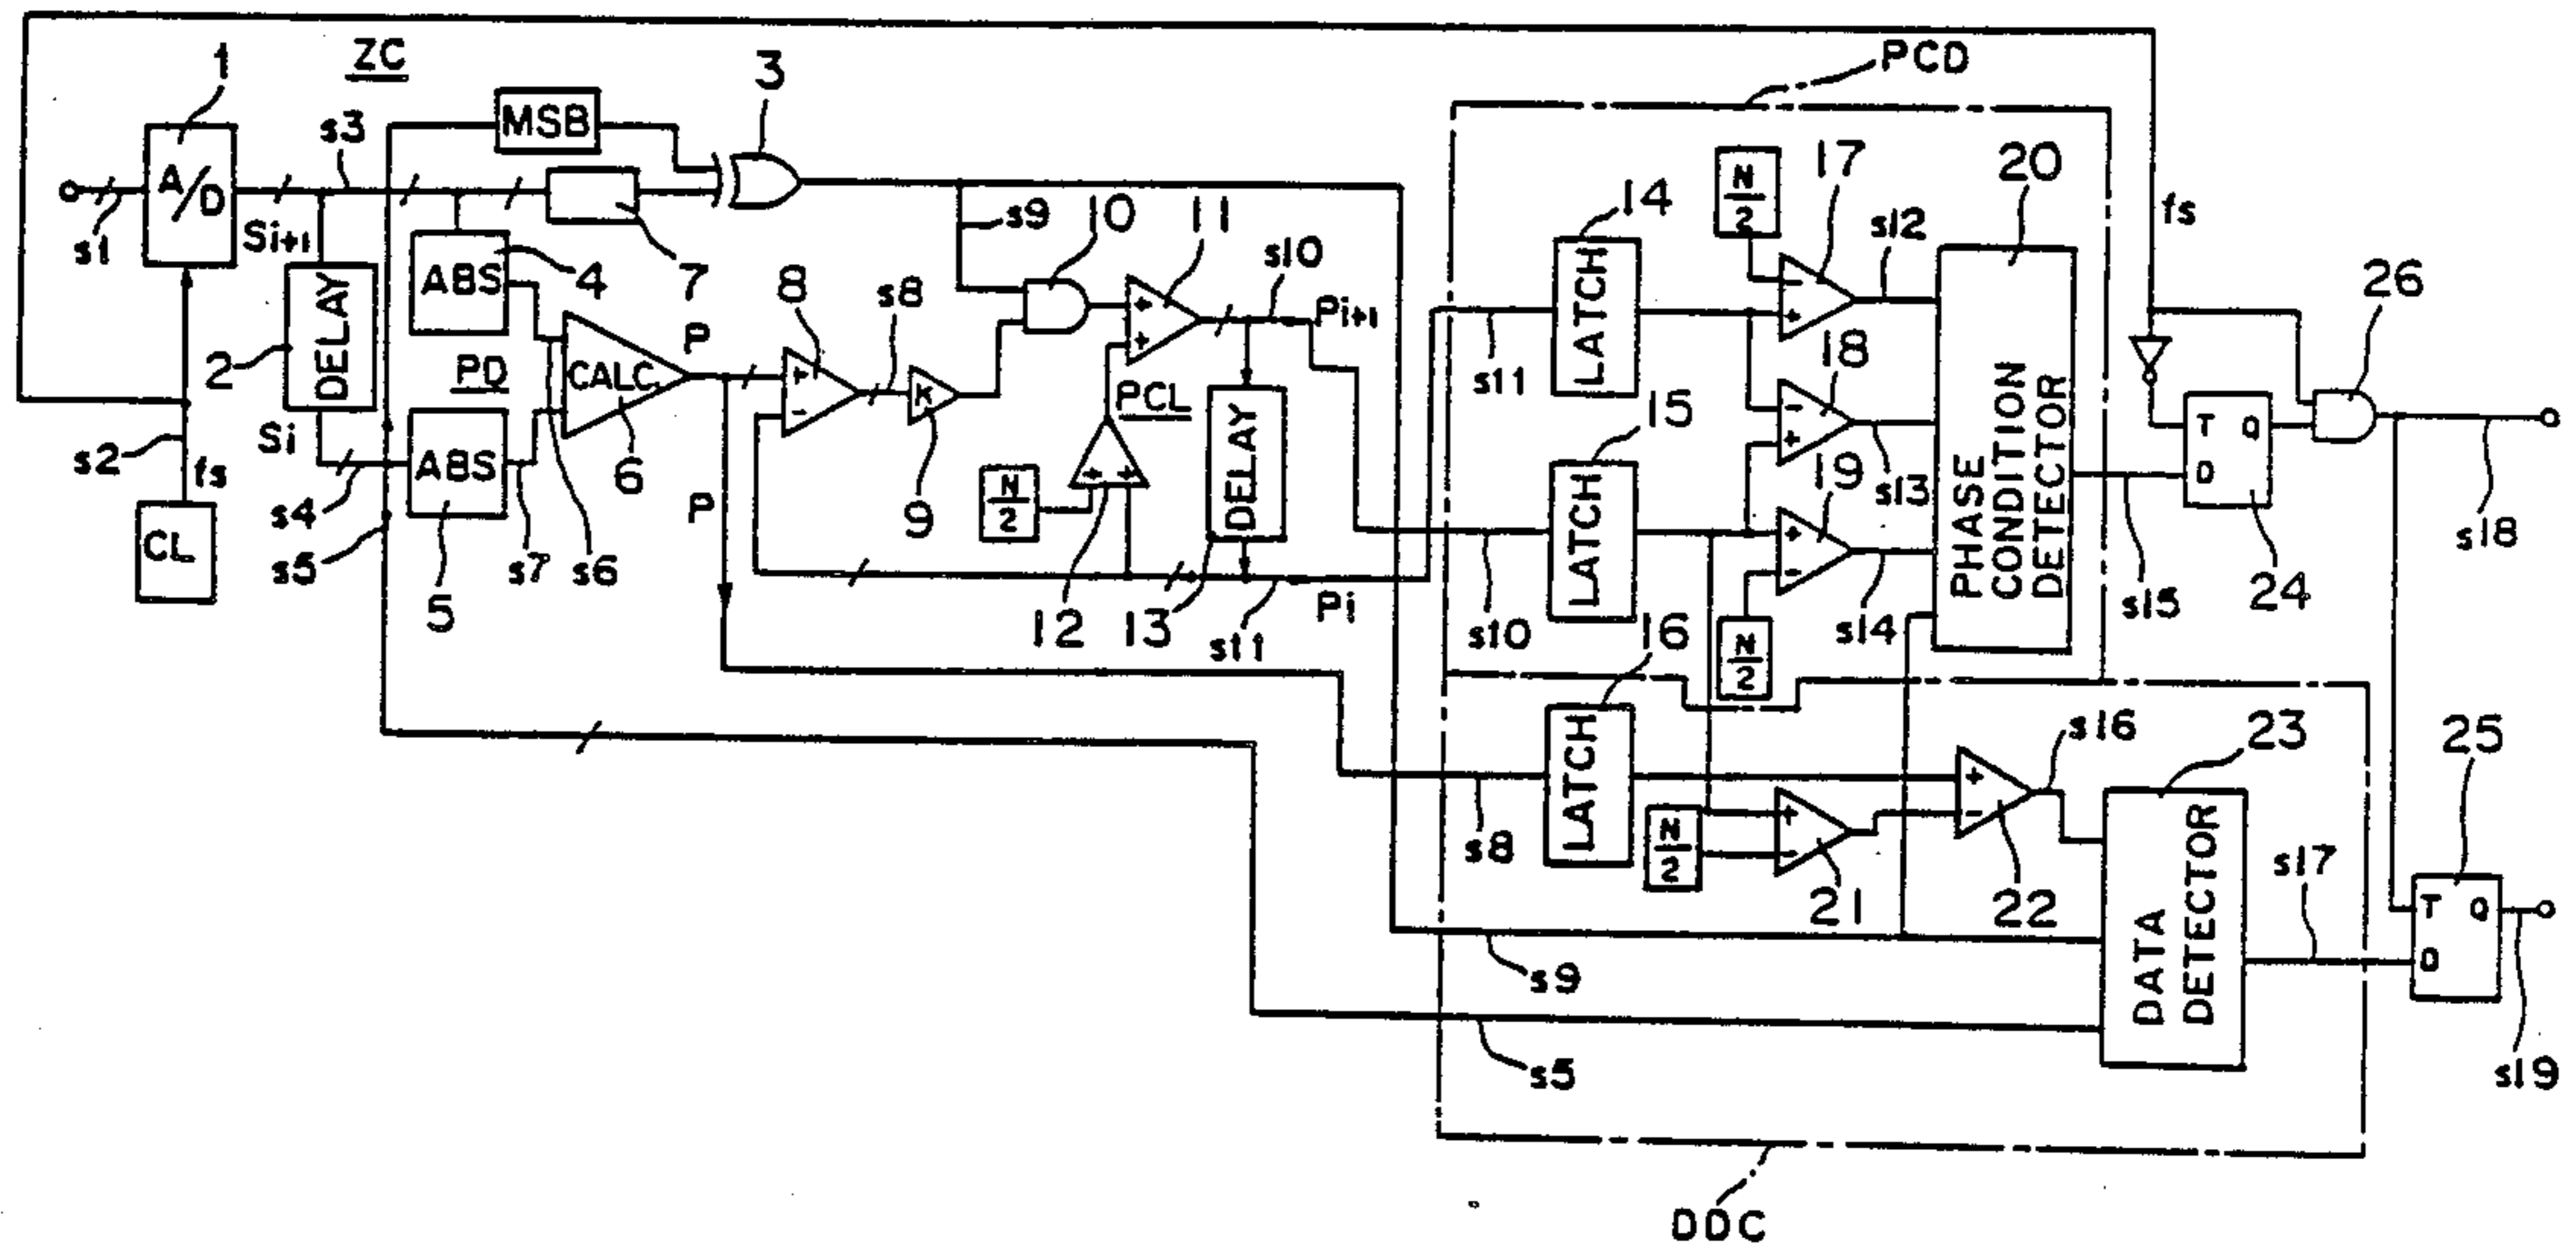 ZC
PCD
1
3
s3
MSB
A/D
s1
Si+1
7
ABS
4
DELAY
2
s9
10
11
s10
Pi+1
8
s8
P
PD
CALC
6
K
9
PCL
Si
s4
s2
fs
CL
ABS
5
s5
s7
s6
P
N/2
12
DELAY
13
s11
Pi
14
LATCH
s11
N/2
17
s12
20
18
s13
15
LATCH
s10
19
s14
N/2
PHASE CONDITION DETECTOR
fs
26
T Q
D
24
s15
s18
16
LATCH
s8
N/2
21
22
s16
23
DATA DETECTOR
s17
25
T Q
D
s19
s9
s5
DDC